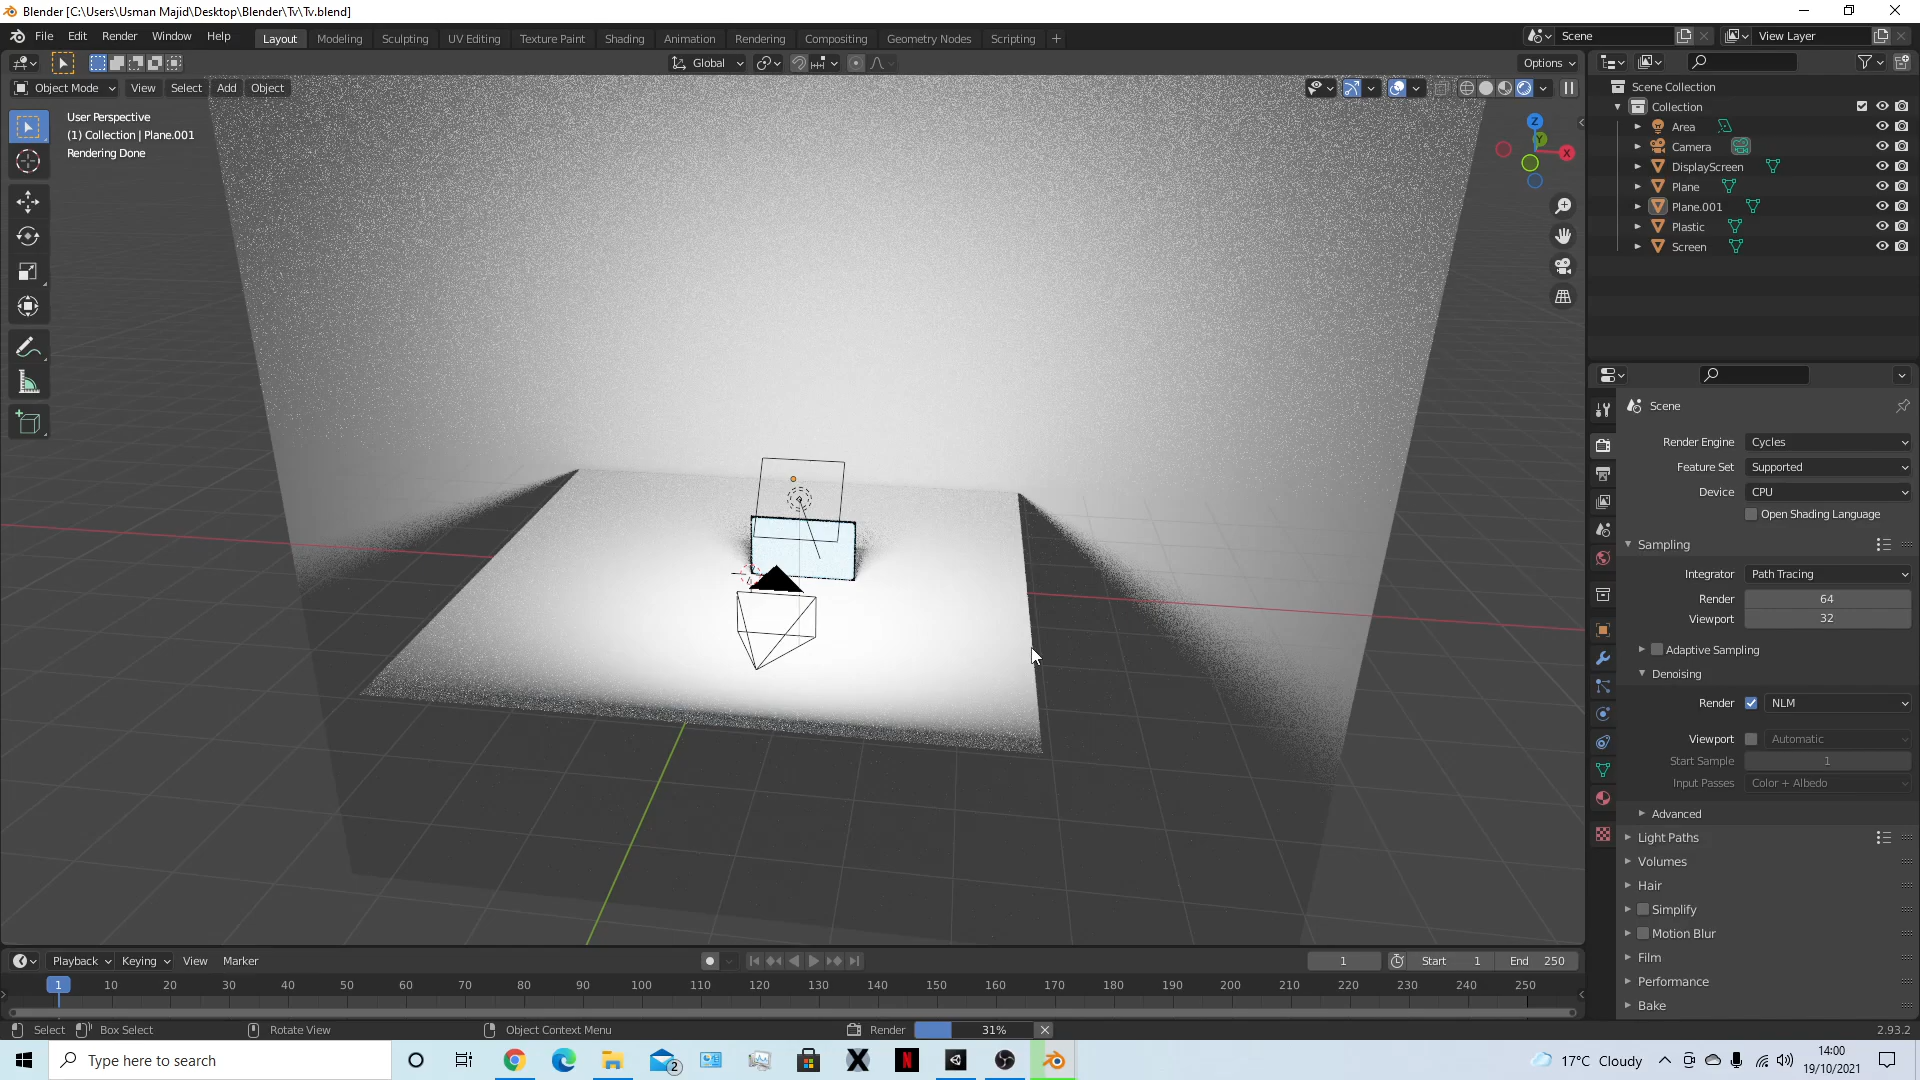 Blender [C:\Users\Usman Majid\Desktop\Blender\Tv\Tv.blend]
File Edit Render Window Help Layout Modeling Sculpting UV Editing Texture Paint Shading Animation Rendering Compositing Geometry Nodes Scripting + Scene View Layer
Global Options
Object Mode View Select Add Object
User Perspective
(1) Collection | Plane.001
Rendering Done
Z
Y
X
Scene Collection
Collection
Area
Camera
DisplayScreen
Plane
Plane.001
Plastic
Screen
Scene
Render Engine Cycles
Feature Set Supported
Device CPU
Open Shading Language
Sampling
Integrator Path Tracing
Render 64
Viewport 32
Adaptive Sampling
Denoising
Render NLM
Viewport Automatic
Start Sample 1
Input Passes Color + Albedo
Advanced
Light Paths
Volumes
Hair
Simplify
Motion Blur
Film
Performance
Bake
Playback Keying View Marker 1 Start 1 End 250
1 10 20 30 40 50 60 70 80 90 100 110 120 130 140 150 160 170 180 190 200 210 220 230 240 250
Select Box Select Rotate View Object Context Menu Render 31% 2.93.2
Type here to search 2 N 17°C Cloudy 14:00
19/10/2021